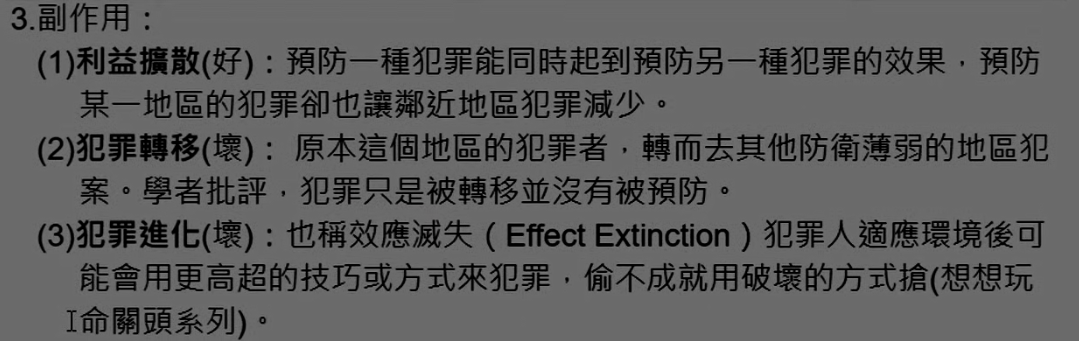 3.副作用：
(1)利益擴散(好)：預防一種犯罪能同時起到預防另一種犯罪的效果，預防
某一地區的犯罪卻也讓鄰近地區犯罪減少。
(2)犯罪轉移(壞)： 原本這個地區的犯罪者，轉而去其他防衛薄弱的地區犯
案。學者批評，犯罪只是被轉移並沒有被預防。
(3)犯罪進化(壞)：也稱效應滅失（Effect Extinction）犯罪人適應環境後可
能會用更高超的技巧或方式來犯罪，偷不成就用破壞的方式搶(想想玩
命關頭系列)。